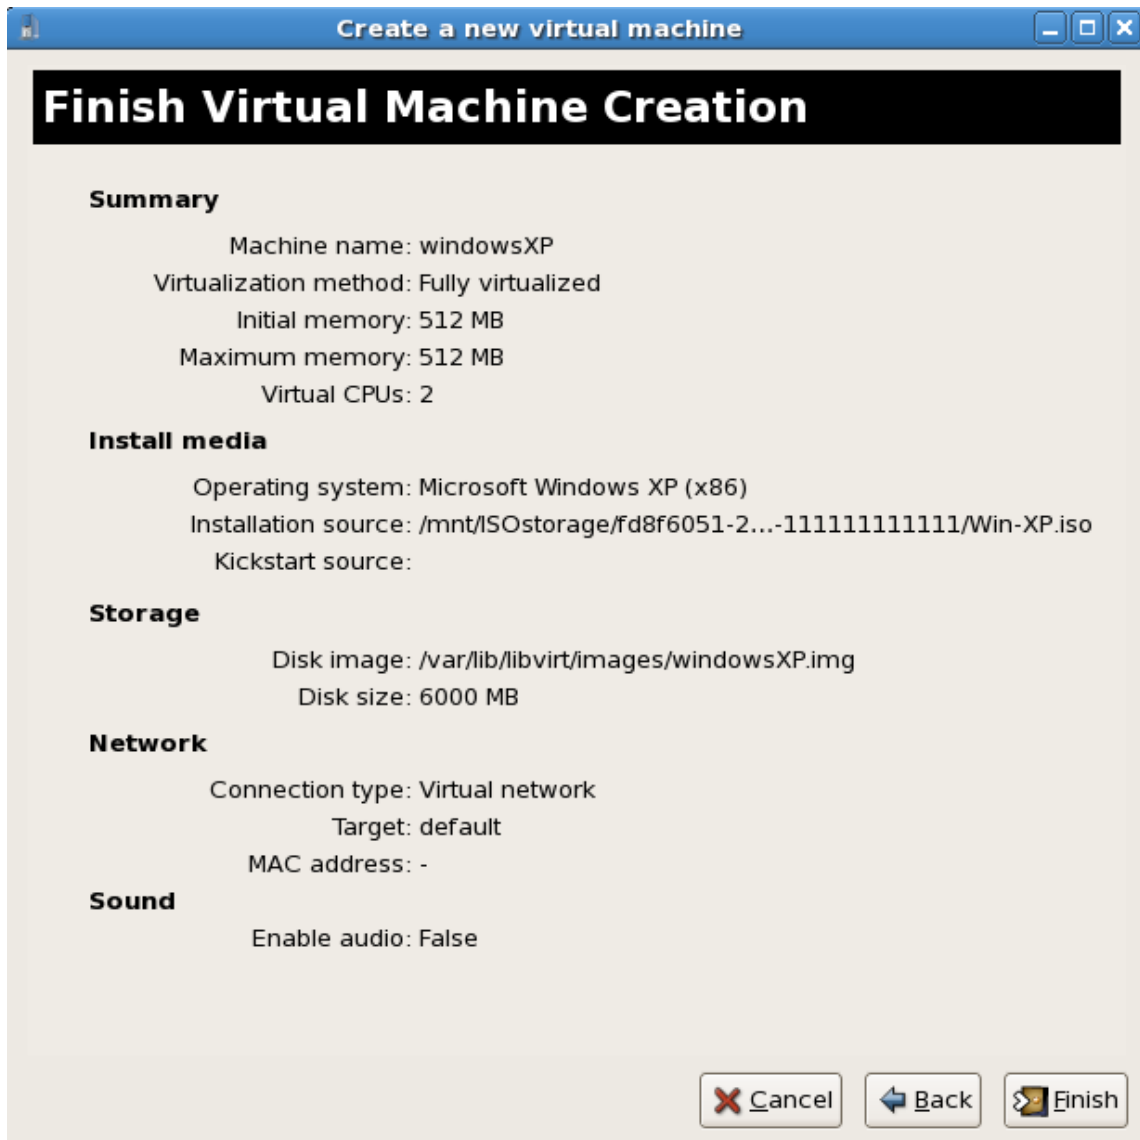 Create a new virtual machine
Finish Virtual Machine Creation
Summary
Machine name: windowsXP
Virtualization method: Fully virtualized
Initial memory: 512 MB
Maximum memory: 512 MB
Virtual CPUs: 2
Install media
Operating system: Microsoft Windows XP (x86)
Installation source: /mnt/ISOstorage/fd8f6051-2...-111111111111/Win-XP.iso
Kickstart source:
Storage
Disk image: /var/lib/libvirt/images/windowsXP.img
Disk size: 6000 MB
Network
Connection type: Virtual network
Target: default
MAC address: -
Sound
Enable audio: False
Cancel Back Finish